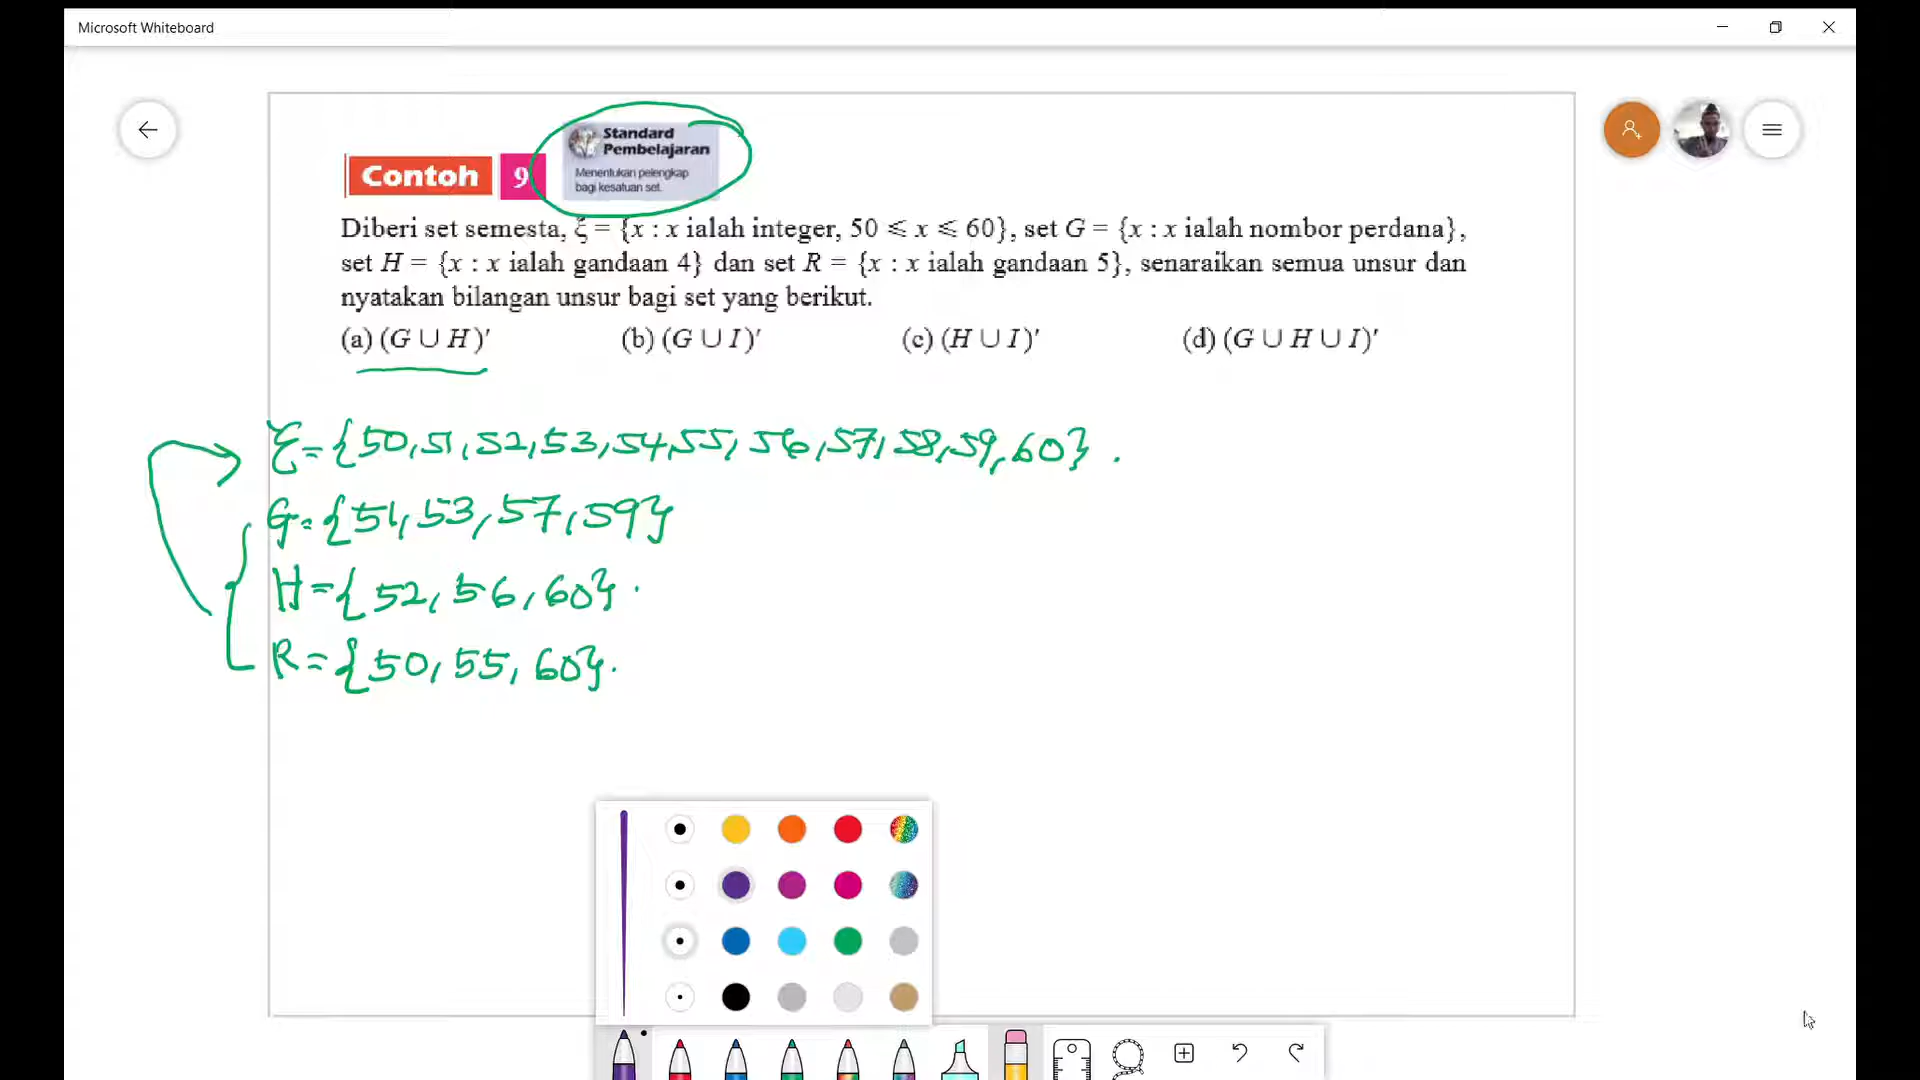 Microsoft Whiteboard
Standard
Pembelajaran
Menentukan pelengkap
bagi kesatuan set.
Contoh 9
Diberi set semesta, ξ = {x : x ialah integer, 50 ⩽ x ⩽ 60}, set G = {x : x ialah nombor perdana},
set H = {x : x ialah gandaan 4} dan set R = {x : x ialah gandaan 5}, senaraikan semua unsur dan
nyatakan bilangan unsur bagi set yang berikut.
(a) (G ∪ H)′ (b) (G ∪ I)′ (c) (H ∪ I)′ (d) (G ∪ H ∪ I)′
ξ = {50, 51, 52, 53, 54, 55, 56, 57, 58, 59, 60} .
G = {51, 53, 57, 59}
H = {52, 56, 60} .
R = {50, 55, 60} .